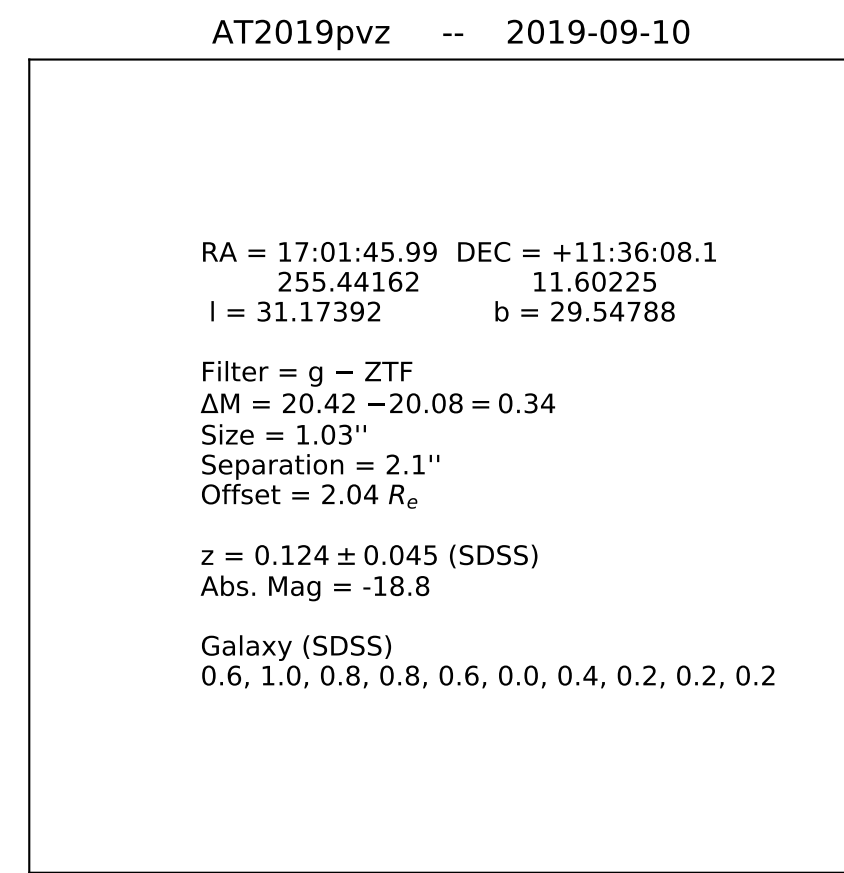 AT2019pvz -- 2019-09-10
RA = 17:01:45.99 DEC = +11:36:08.1
255.44162 11.60225
l = 31.17392 b = 29.54788
Filter = g − ZTF
ΔM = 20.42 −20.08 = 0.34
Size = 1.03''
Separation = 2.1''
Offset = 2.04 Rₑ
z = 0.124 ± 0.045 (SDSS)
Abs. Mag = -18.8
Galaxy (SDSS)
0.6, 1.0, 0.8, 0.8, 0.6, 0.0, 0.4, 0.2, 0.2, 0.2